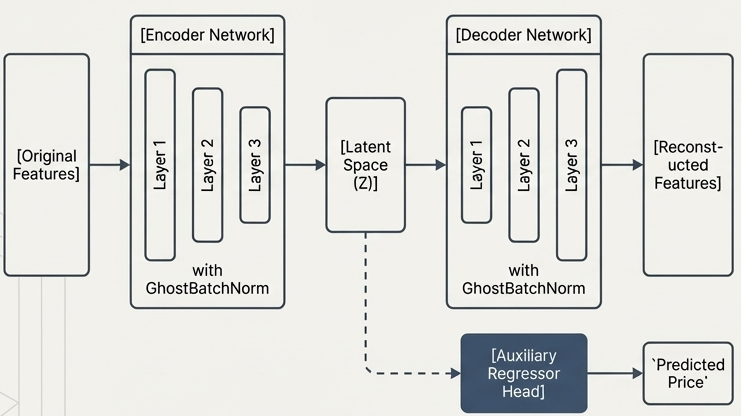 [Encoder Network]
Layer 1
Layer 2
Layer 3
with
GhostBatchNorm
[Original
Features]
[Latent
Space
(Z)]
[Decoder Network]
Layer 1
Layer 2
Layer 3
with
GhostBatchNorm
[Reconst-
ucted
Features]
[Auxiliary
Regressor
Head]
`Predicted
Price'